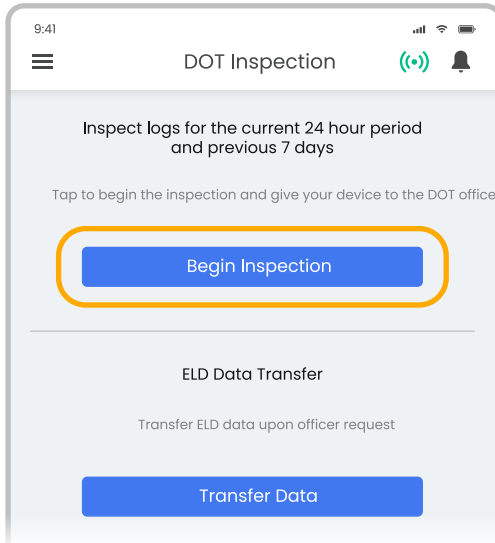 9:41
DOT Inspection
Inspect logs for the current 24 hour period
and previous 7 days
Tap to begin the inspection and give your device to the DOT office
Begin Inspection
ELD Data Transfer
Transfer ELD data upon officer request
Transfer Data